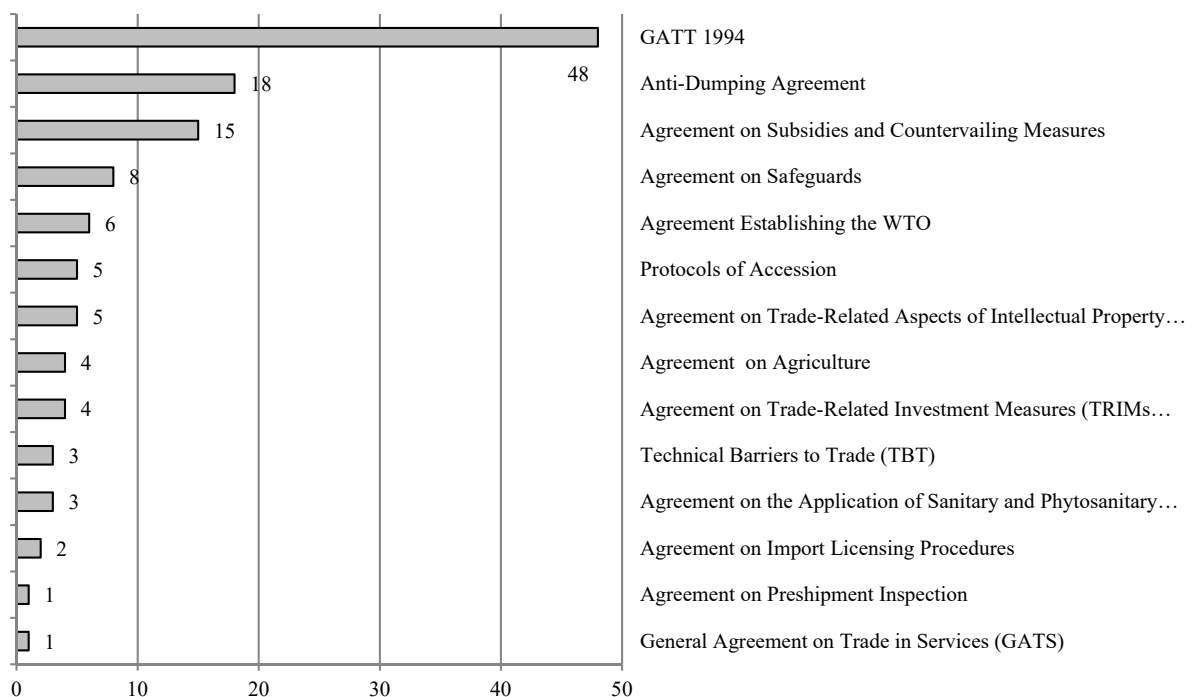 GATT 1994
48
Anti-Dumping Agreement
18
Agreement on Subsidies and Countervailing Measures
15
Agreement on Safeguards
8
Agreement Establishing the WTO
6
Protocols of Accession
5
Agreement on Trade-Related Aspects of Intellectual Property…
5
Agreement  on Agriculture
4
Agreement on Trade-Related Investment Measures (TRIMs…
4
Technical Barriers to Trade (TBT)
3
Agreement on the Application of Sanitary and Phytosanitary…
3
Agreement on Import Licensing Procedures
2
Agreement on Preshipment Inspection
1
General Agreement on Trade in Services (GATS)
1
0 10 20 30 40 50